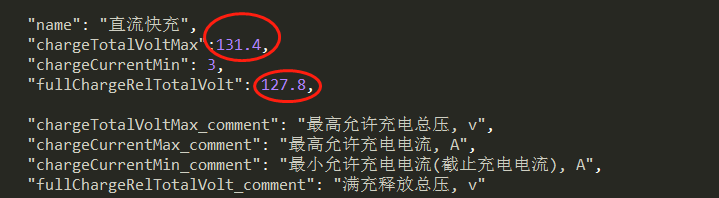 "name": "直流快充",
"chargeTotalVoltMax":131.4,
"chargeCurrentMin": 3,
"fullChargeRelTotalVolt": 127.8,
"chargeTotalVoltMax_comment": "最高允许充电总压, v",
"chargeCurrentMax_comment": "最高允许充电电流, A",
"chargeCurrentMin_comment": "最小允许充电电流(截止充电电流), A",
"fullChargeRelTotalVolt_comment": "满充释放总压, v"